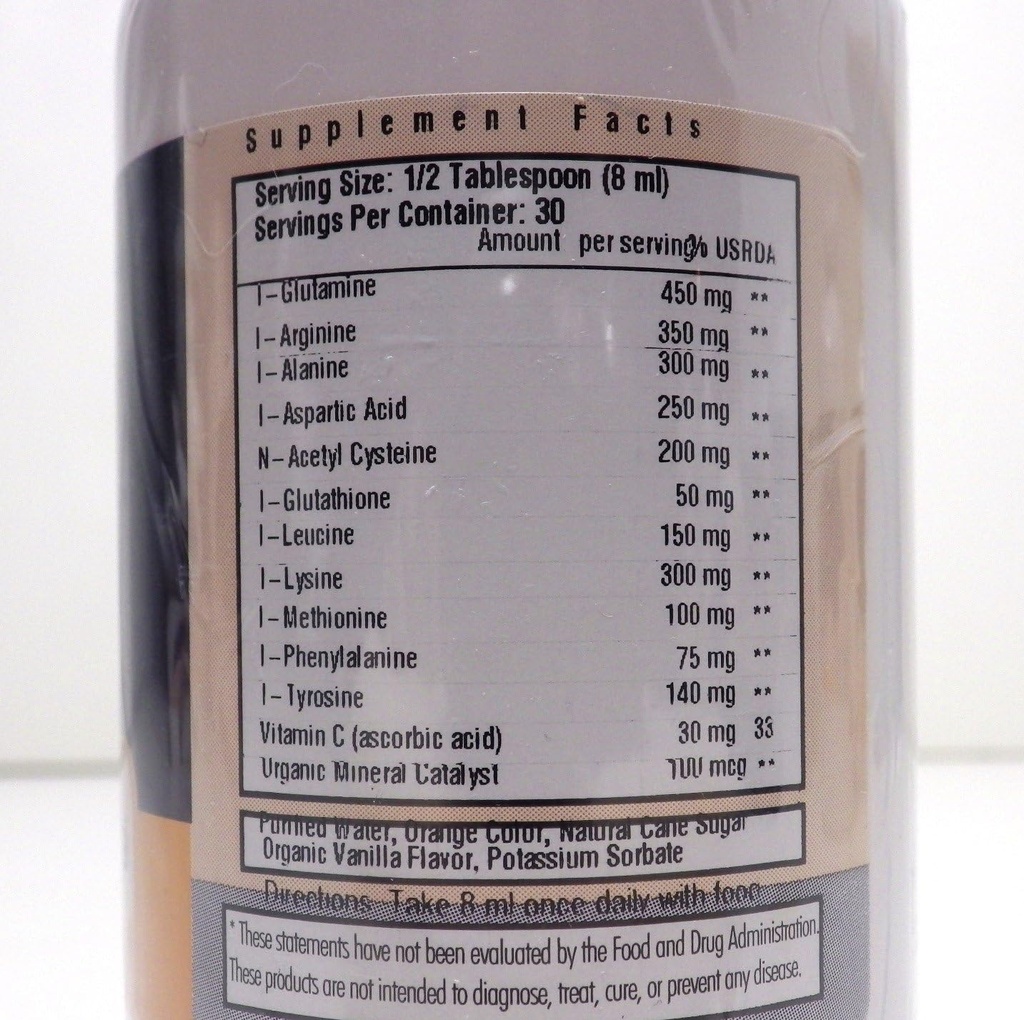 Supplement Facts
Serving Size: 1/2 Tablespoon (8 ml)
Servings Per Container: 30
Amount per serving % USRDA
l-Glutamine 450 mg **
l-Arginine 350 mg **
l-Alanine 300 mg **
l-Aspartic Acid 250 mg **
N-Acetyl Cysteine 200 mg **
l-Glutathione 50 mg **
l-Leucine 150 mg **
l-Lysine 300 mg **
l-Methionine 100 mg **
l-Phenylalanine 75 mg **
l-Tyrosine 140 mg **
Vitamin C (ascorbic acid) 30 mg 33
Organic Mineral Catalyst 100 mcg **
Purified Water, Orange Color, Natural Cane Sugar
Organic Vanilla Flavor, Potassium Sorbate
Directions Take 8 ml once daily with food
* These statements have not been evaluated by the Food and Drug Administration.
These products are not intended to diagnose, treat, cure, or prevent any disease.